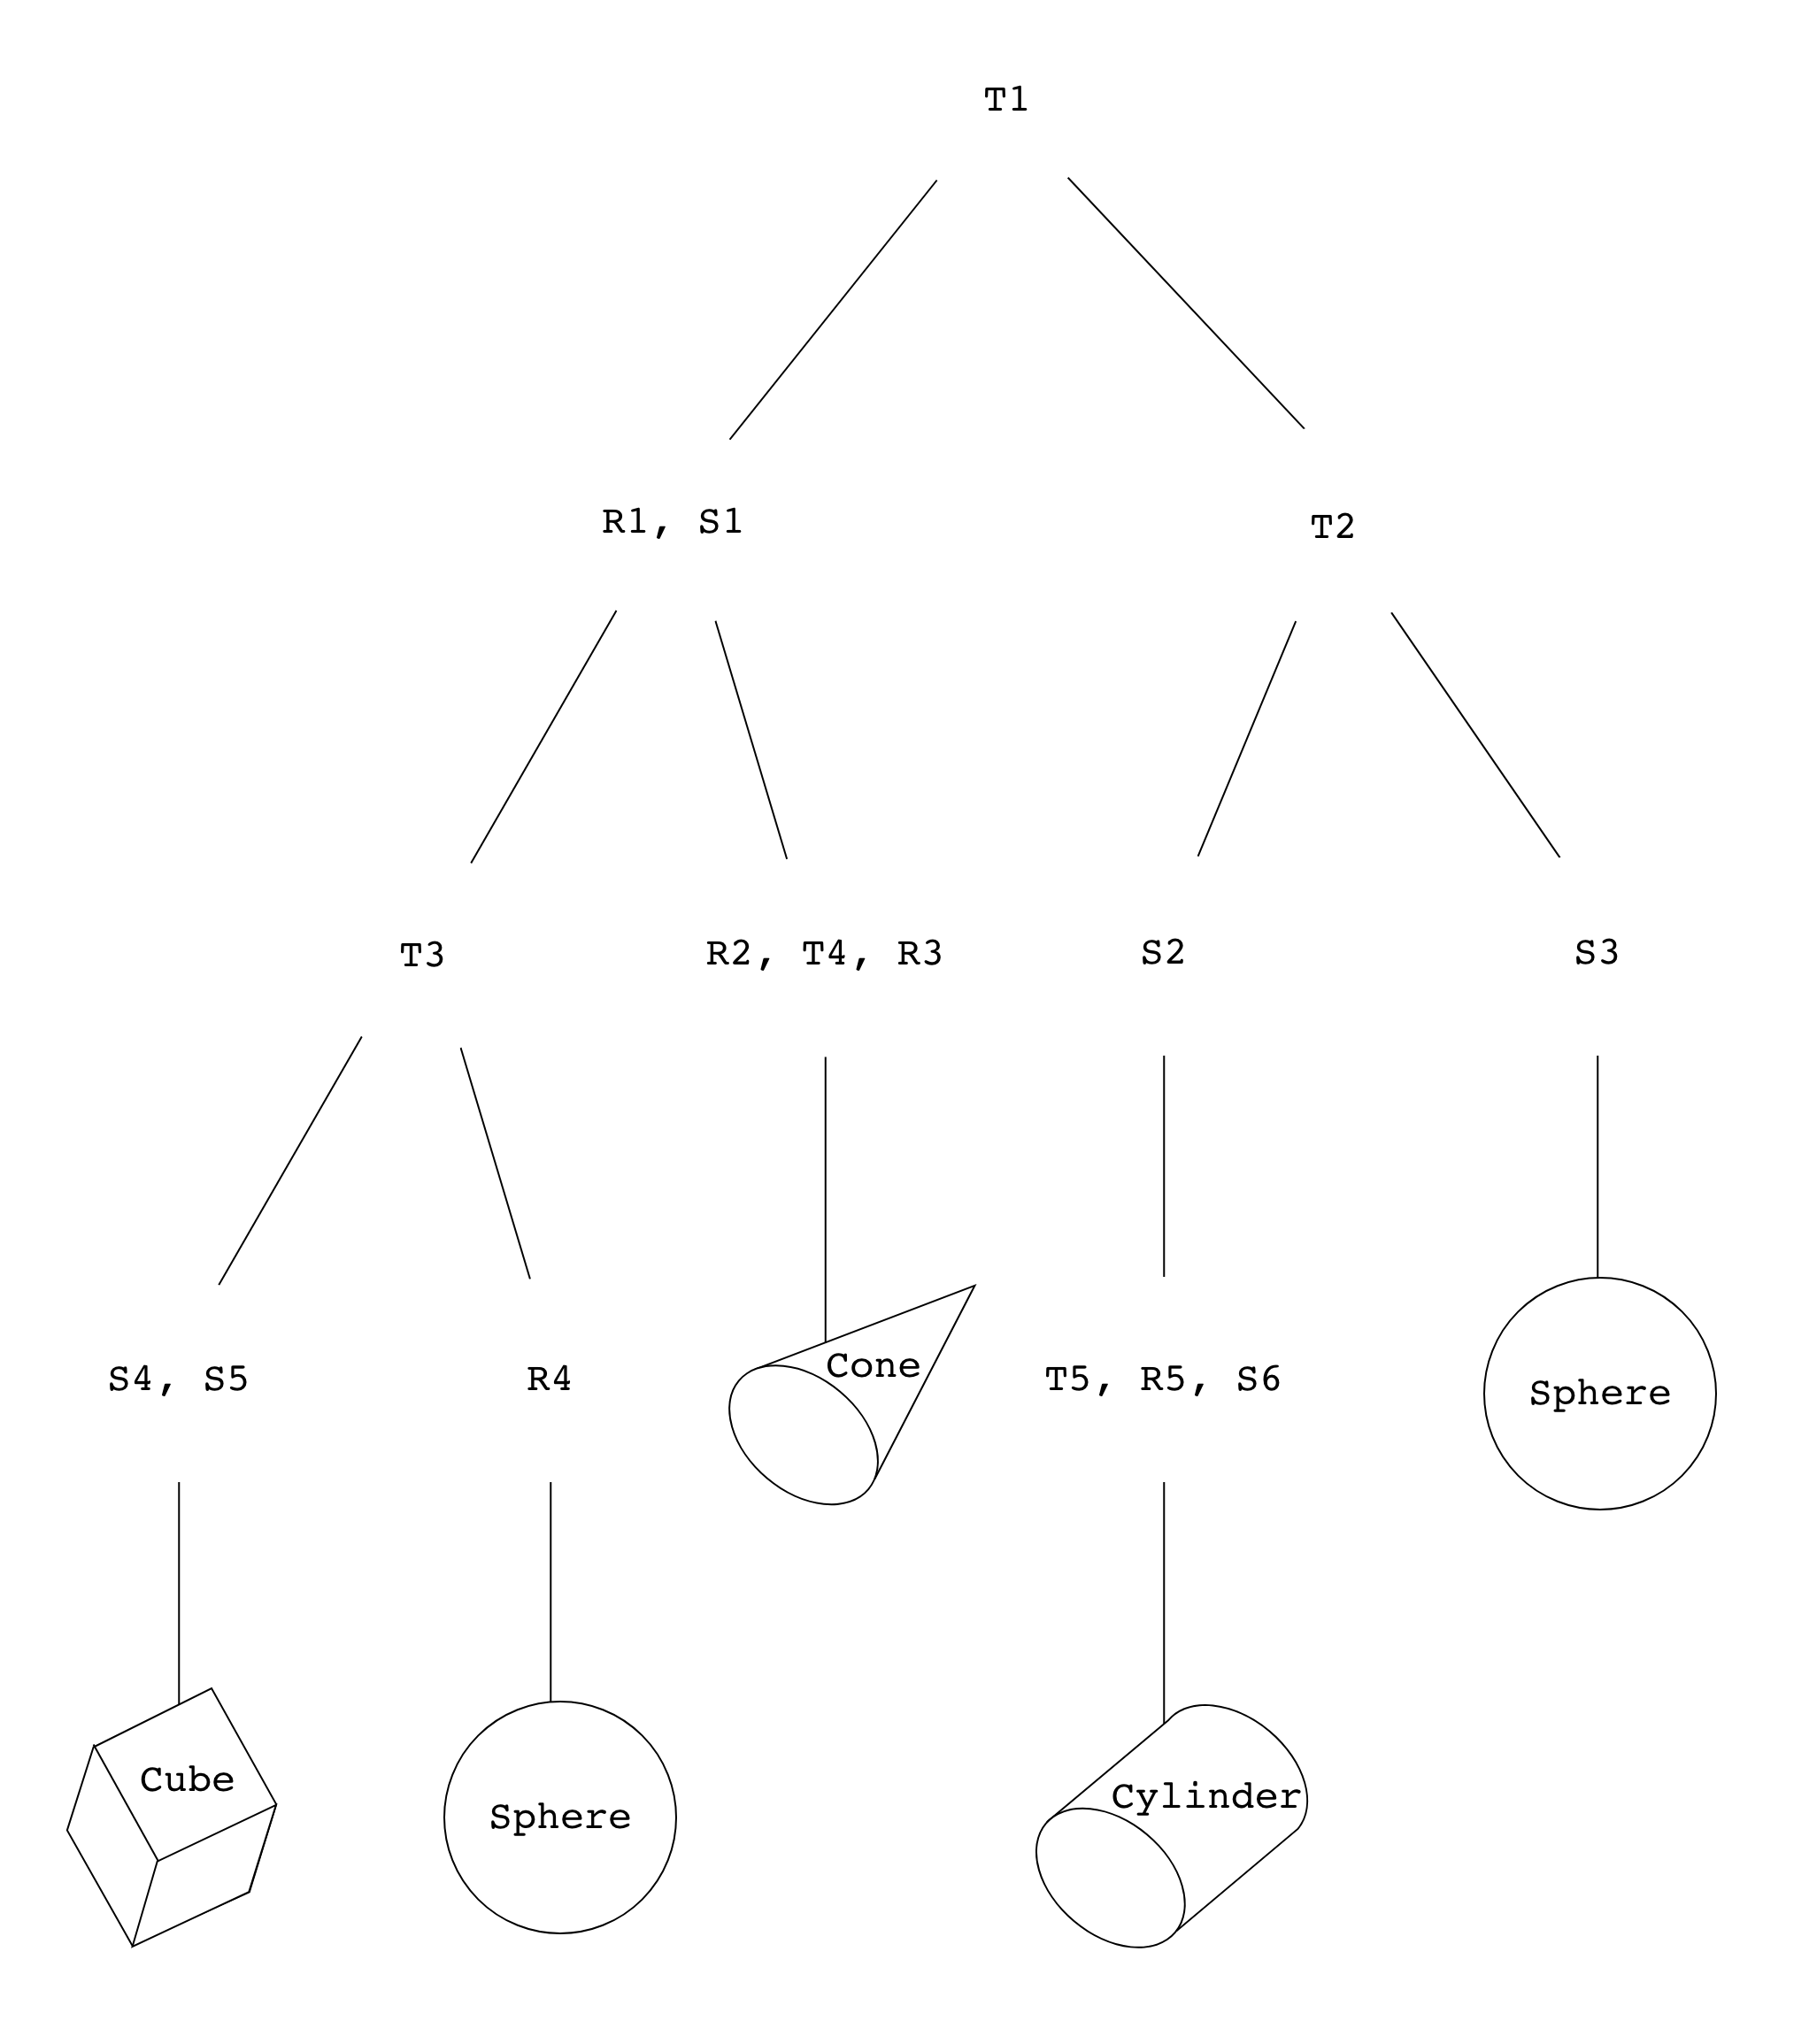 T1
R1, S1
T2
T3
R2, T4, R3
S2
S3
S4, S5
R4
Cone
T5, R5, S6
Sphere
Cube
Sphere
Cylinder